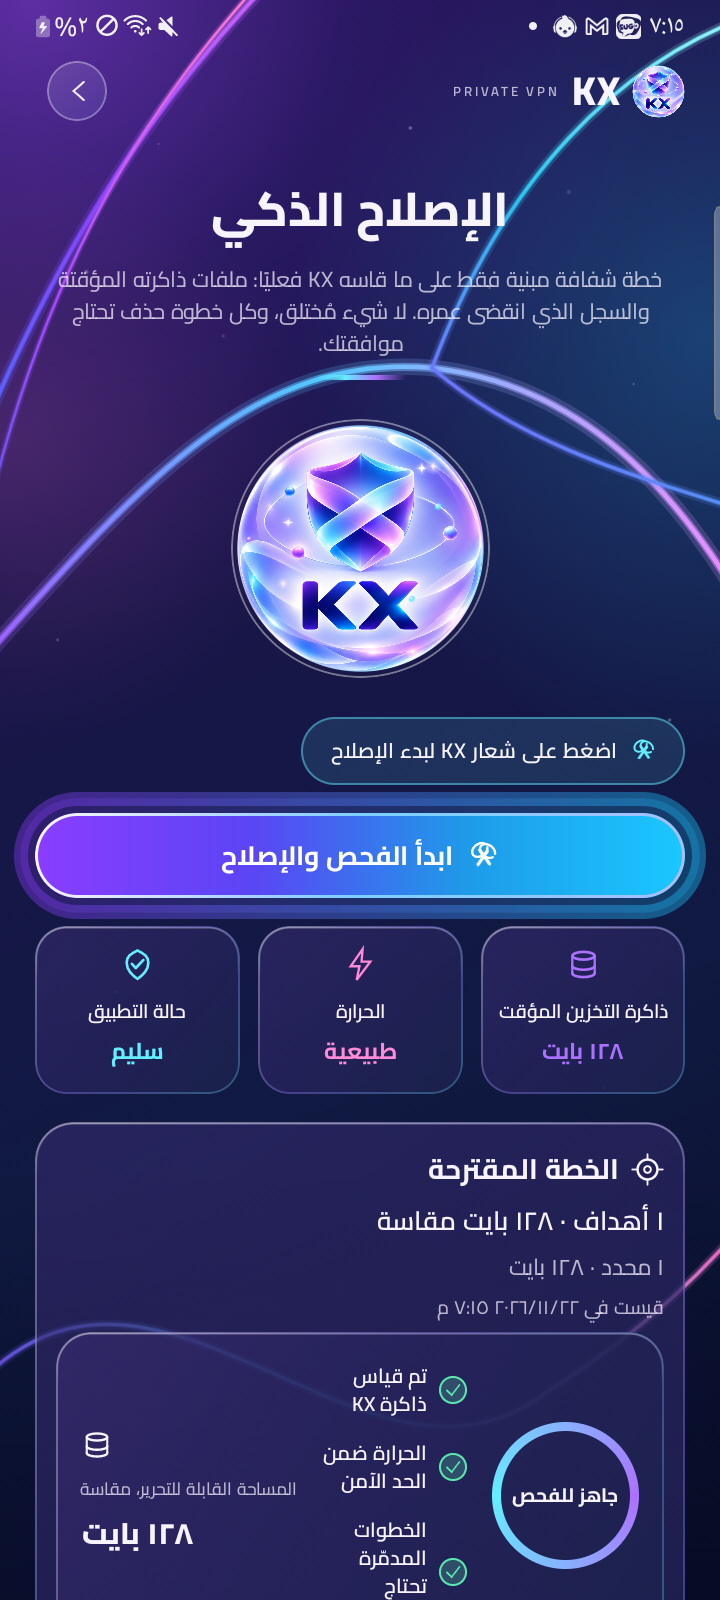 ٧:١٥
%٢
KX PRIVATE VPN
الإصلاح الذكي
خطة شفافة مبنية فقط على ما قاسه KX فعليًا: ملفات ذاكرته المؤقتة
والسجل الذي انقضى عمره. لا شيء مُختلق، وكل خطوة حذف تحتاج
موافقتك.
KX
اضغط على شعار KX لبدء الإصلاح
ابدأ الفحص والإصلاح
ذاكرة التخزين المؤقت
١٢٨ بايت
الحرارة
طبيعية
حالة التطبيق
سليم
الخطة المقترحة
١ أهداف · ١٢٨ بايت مقاسة
١ محدد · ١٢٨ بايت
قيست في ٢٠٢٦/١١/٢٢ ٧:١٥ م
جاهز للفحص
تم قياس
ذاكرة KX
الحرارة ضمن
الحد الآمن
الخطوات
المدمّرة
تحتاج
المساحة القابلة للتحرير، مقاسة
١٢٨ بايت